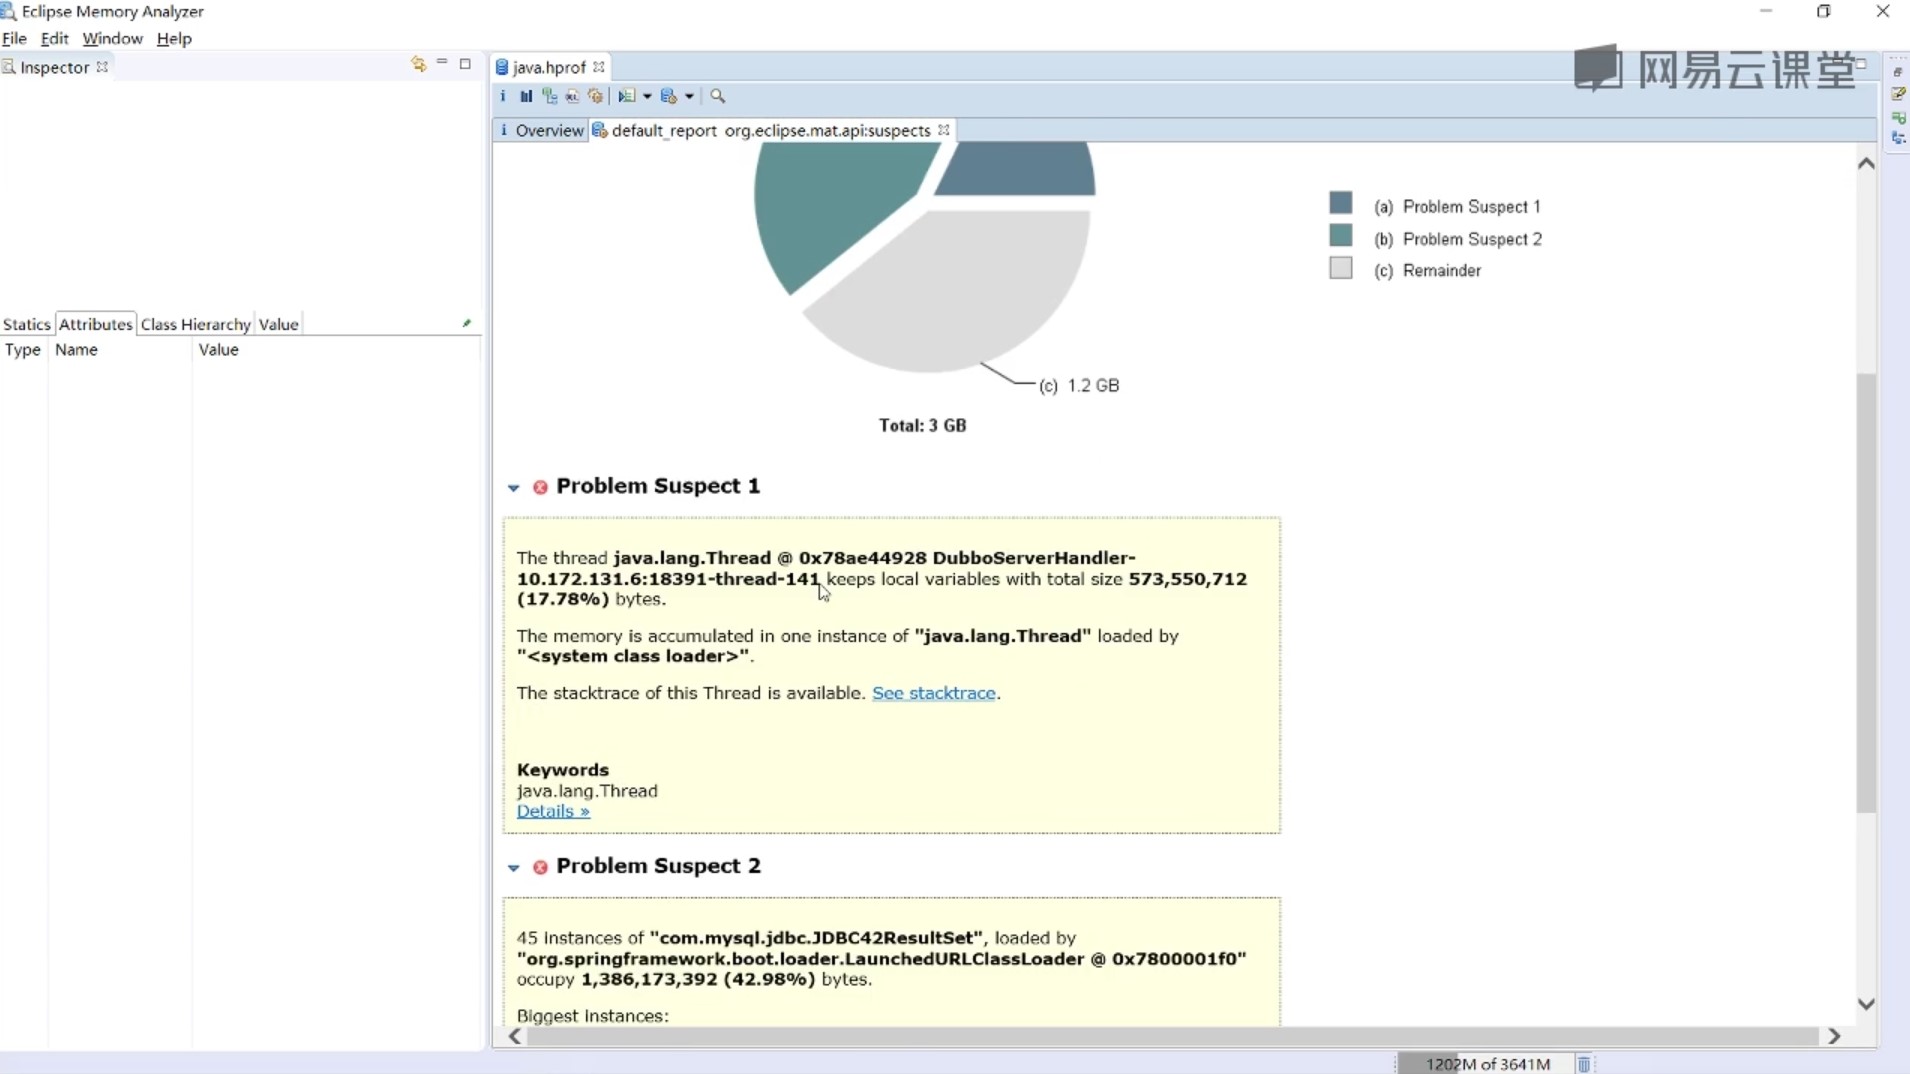 Eclipse Memory Analyzer
File Edit Window Help
Inspector
java.hprof
网易云课堂
Overview default_report org.eclipse.mat.api:suspects
(a) Problem Suspect 1
(b) Problem Suspect 2
(c) Remainder
Statics Attributes Class Hierarchy Value
Type Name Value
(c) 1.2 GB
Total: 3 GB
Problem Suspect 1
The thread java.lang.Thread @ 0x78ae44928 DubboServerHandler-
10.172.131.6:18391-thread-141 keeps local variables with total size 573,550,712
(17.78%) bytes.
The memory is accumulated in one instance of "java.lang.Thread" loaded by
"<system class loader>".
The stacktrace of this Thread is available. See stacktrace.
Keywords
java.lang.Thread
Details »
Problem Suspect 2
45 instances of "com.mysql.jdbc.JDBC42ResultSet", loaded by
"org.springframework.boot.loader.LaunchedURLClassLoader @ 0x7800001f0"
occupy 1,386,173,392 (42.98%) bytes.
Biggest instances:
1202M of 3641M